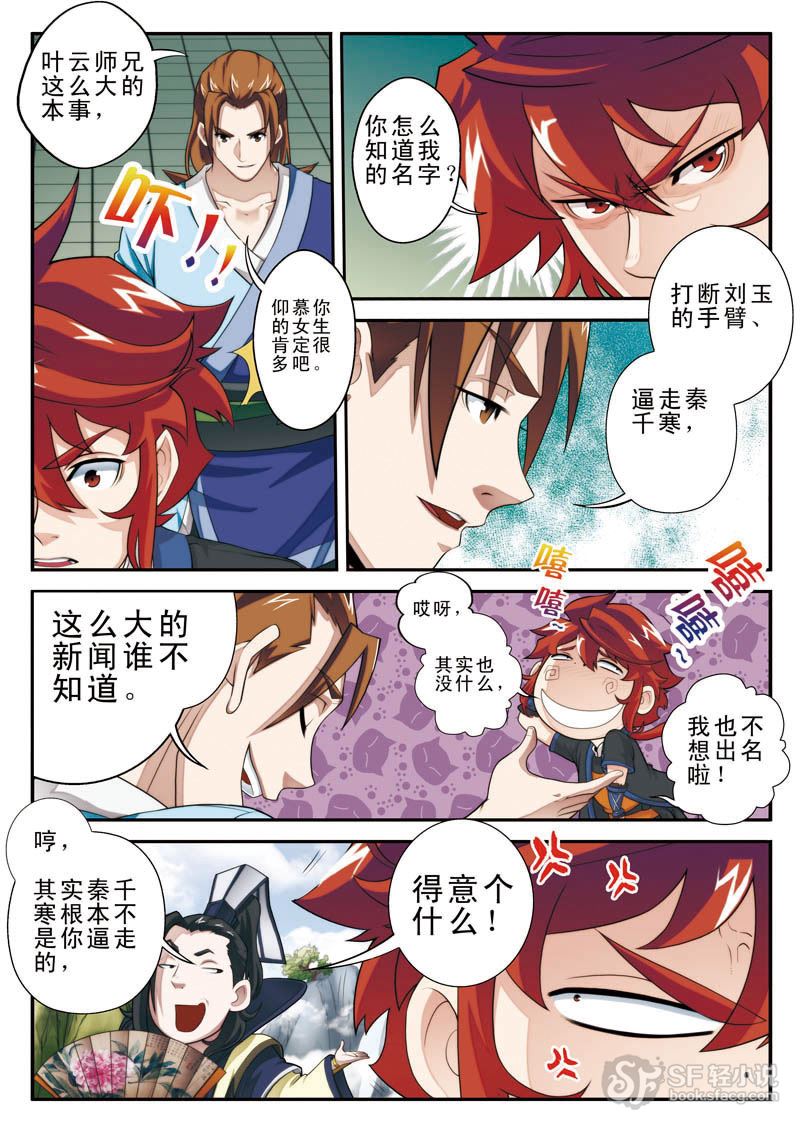 叶云师兄
这么大的
本事，
吓！！
仰慕你
的女生
肯定很
多吧。
你怎么
知道我
的名字？
打断刘玉
的手臂、
逼走秦
千寒，
这么大的
新闻谁不
知道。
哎呀，
其实也
没什么，
嘻
嘻~
嘻
嘻~
我也不
想出名
啦！
哼，
其实秦千
寒根本不
是你逼走
的，
得意个
什么！
SF轻小说
books.sfacg.com